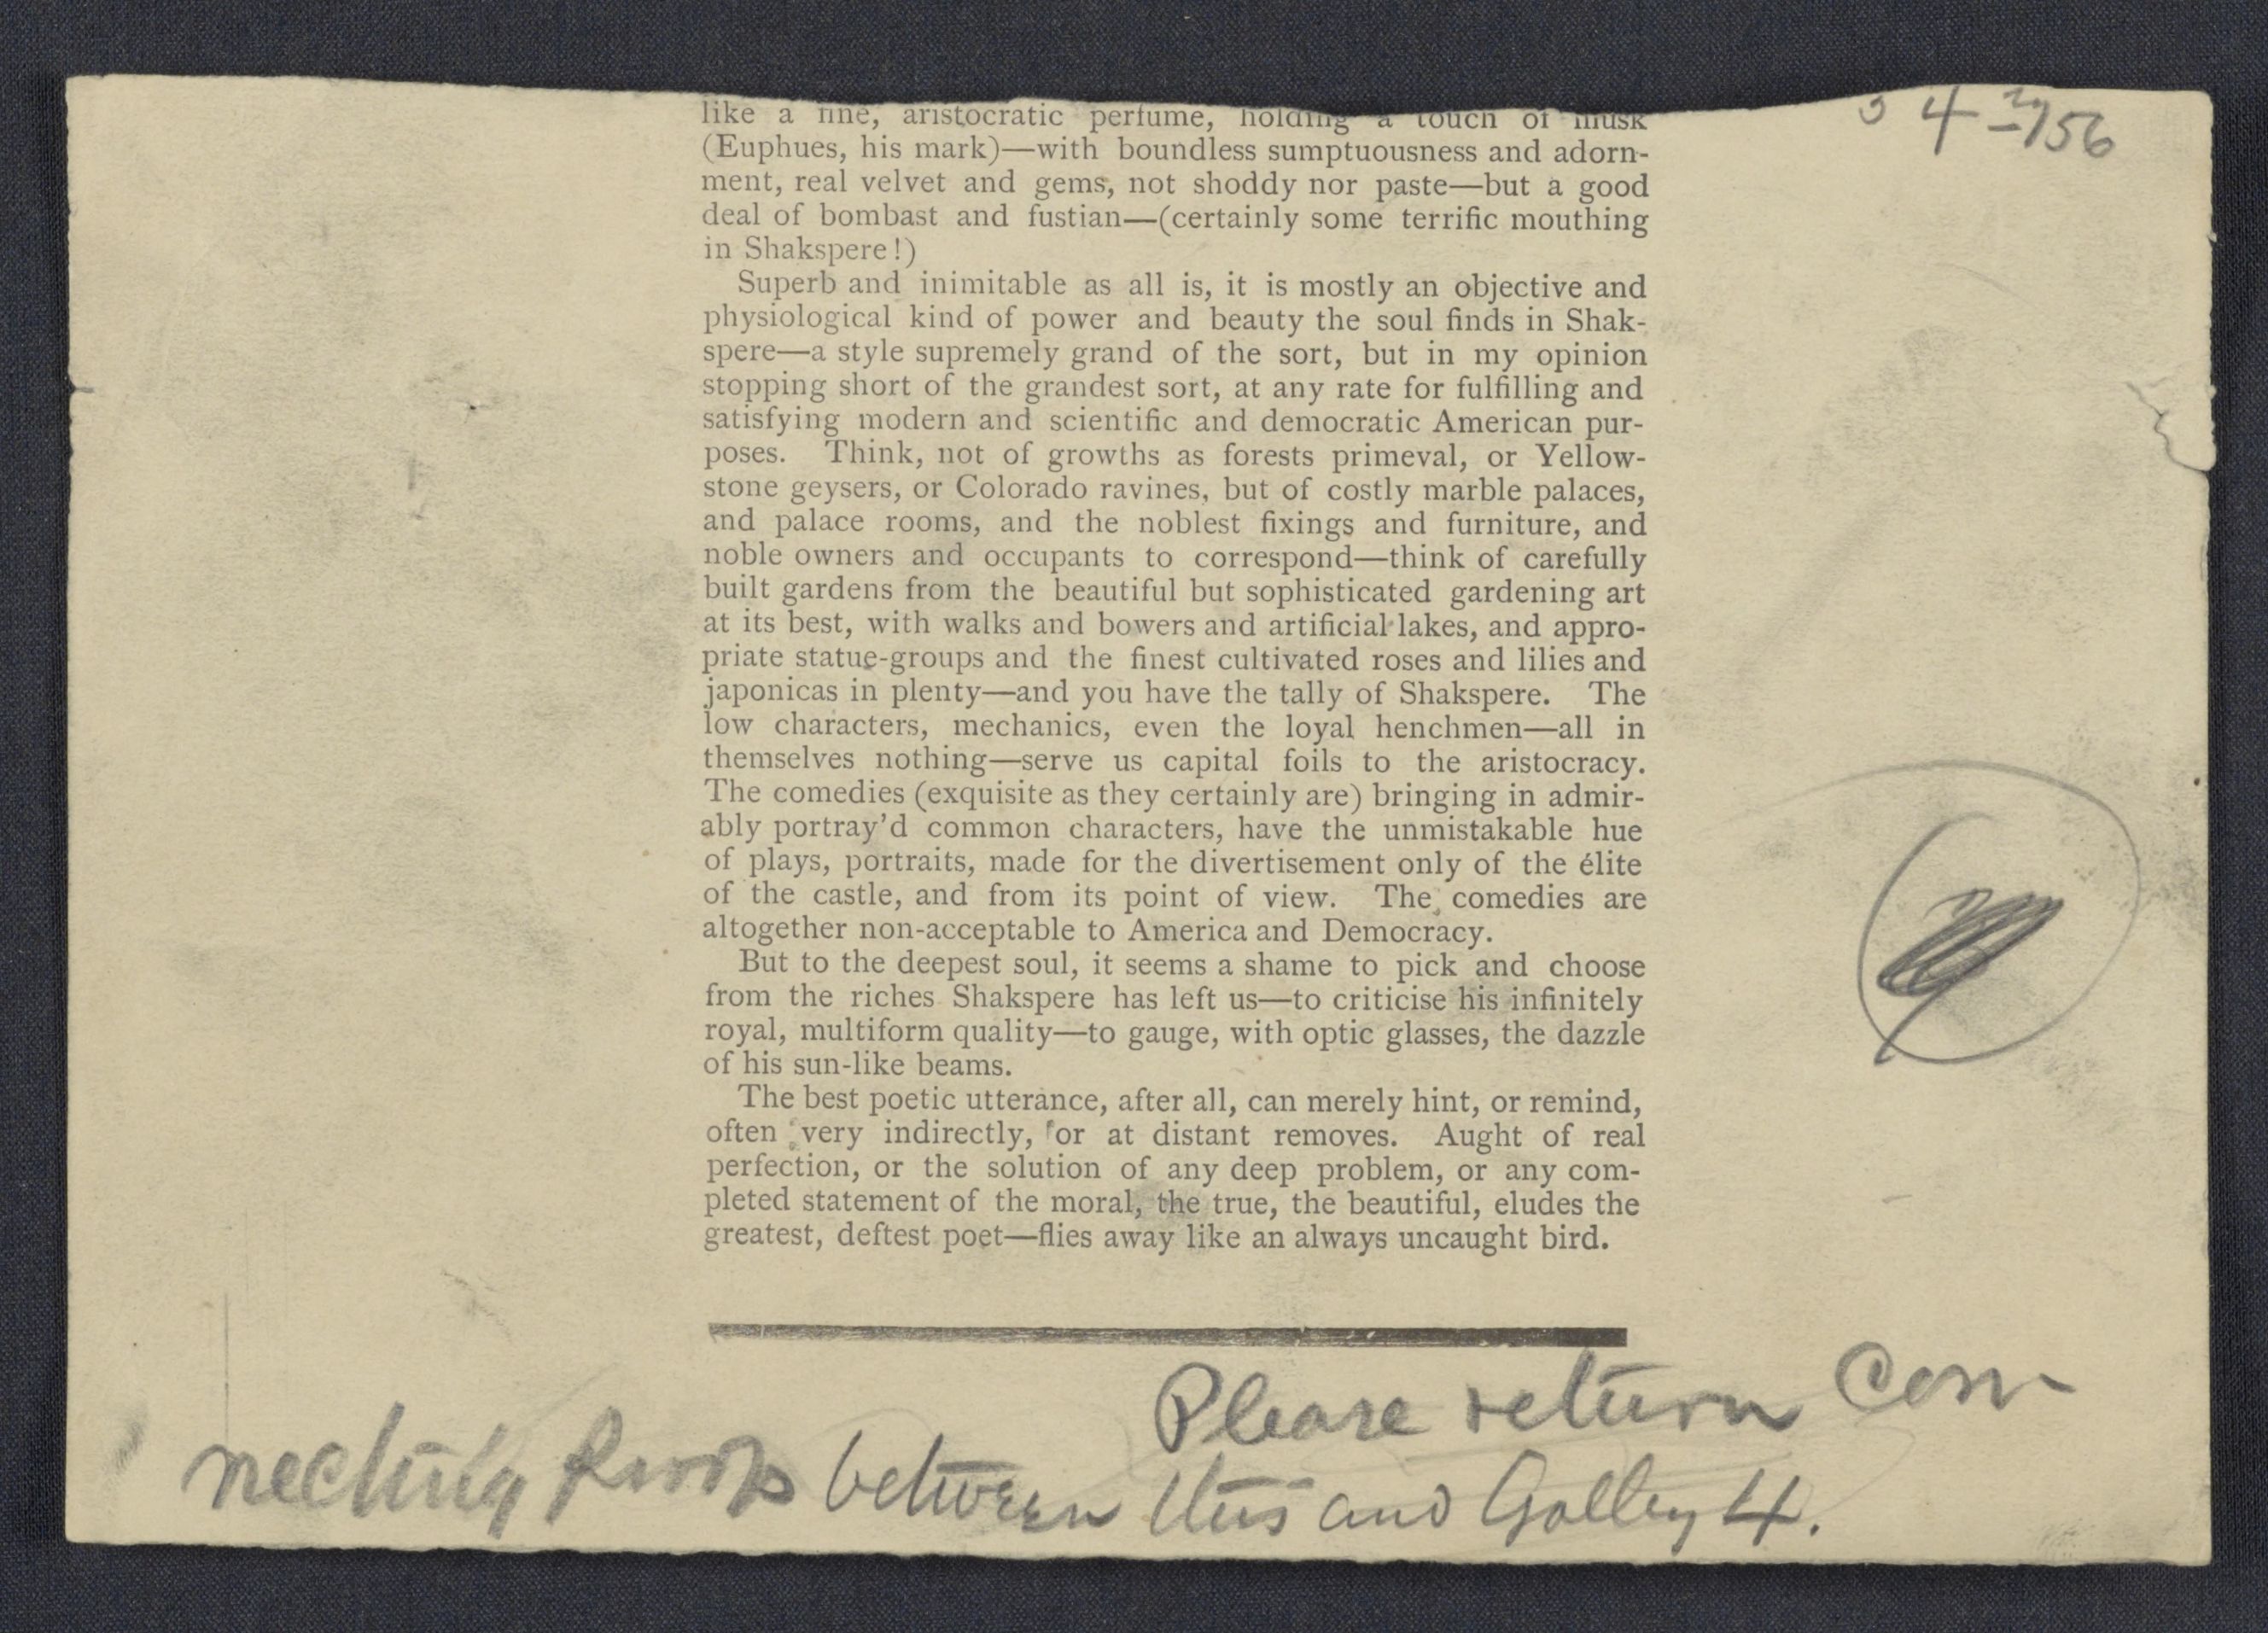 like a fine, aristocratic perfume, holding a touch of musk
(Euphues, his mark)—with boundless sumptuousness and adorn-
ment, real velvet and gems, not shoddy nor paste—but a good
deal of bombast and fustian—(certainly some terrific mouthing
in Shakspere!)
Superb and inimitable as all is, it is mostly an objective and
physiological kind of power and beauty the soul finds in Shak-
spere—a style supremely grand of the sort, but in my opinion
stopping short of the grandest sort, at any rate for fulfilling and
satisfying modern and scientific and democratic American pur-
poses. Think, not of growths as forests primeval, or Yellow-
stone geysers, or Colorado ravines, but of costly marble palaces,
and palace rooms, and the noblest fixings and furniture, and
noble owners and occupants to correspond—think of carefully
built gardens from the beautiful but sophisticated gardening art
at its best, with walks and bowers and artificial lakes, and appro-
priate statue-groups and the finest cultivated roses and lilies and
japonicas in plenty—and you have the tally of Shakspere. The
low characters, mechanics, even the loyal henchmen—all in
themselves nothing—serve us capital foils to the aristocracy.
The comedies (exquisite as they certainly are) bringing in admir-
ably portray'd common characters, have the unmistakable hue
of plays, portraits, made for the divertisement only of the élite
of the castle, and from its point of view. The comedies are
altogether non-acceptable to America and Democracy.
But to the deepest soul, it seems a shame to pick and choose
from the riches Shakspere has left us—to criticise his infinitely
royal, multiform quality—to gauge, with optic glasses, the dazzle
of his sun-like beams.
The best poetic utterance, after all, can merely hint, or remind,
often very indirectly, or at distant removes. Aught of real
perfection, or the solution of any deep problem, or any com-
pleted statement of the moral, the true, the beautiful, eludes the
greatest, deftest poet—flies away like an always uncaught bird.
Please return Con-
necting Proofs between this and Galley 4.